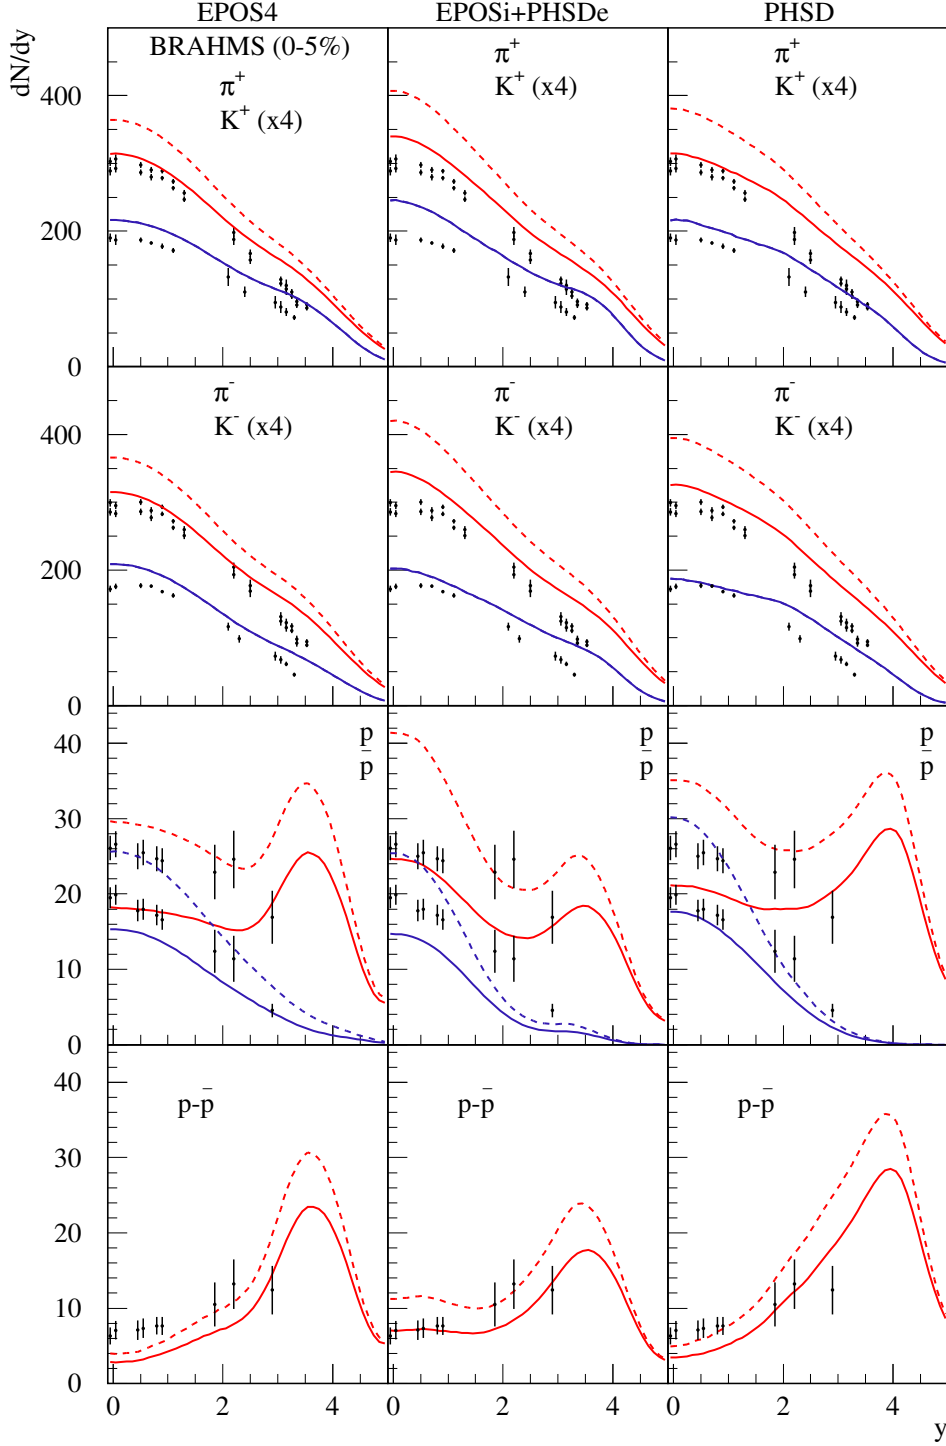 EPOS4 EPOSi+PHSDe PHSD
dN/dy
BRAHMS (0-5%)
π⁺ π⁺ π⁺
K⁺ (x4) K⁺ (x4) K⁺ (x4)
400
200
0
π⁻ π⁻ π⁻
K⁻ (x4) K⁻ (x4) K⁻ (x4)
400
200
0
p p p
p̄ p̄ p̄
40
30
20
10
0
p-p̄ p-p̄ p-p̄
40
30
20
10
0
0 2 4 0 2 4 0 2 4
y